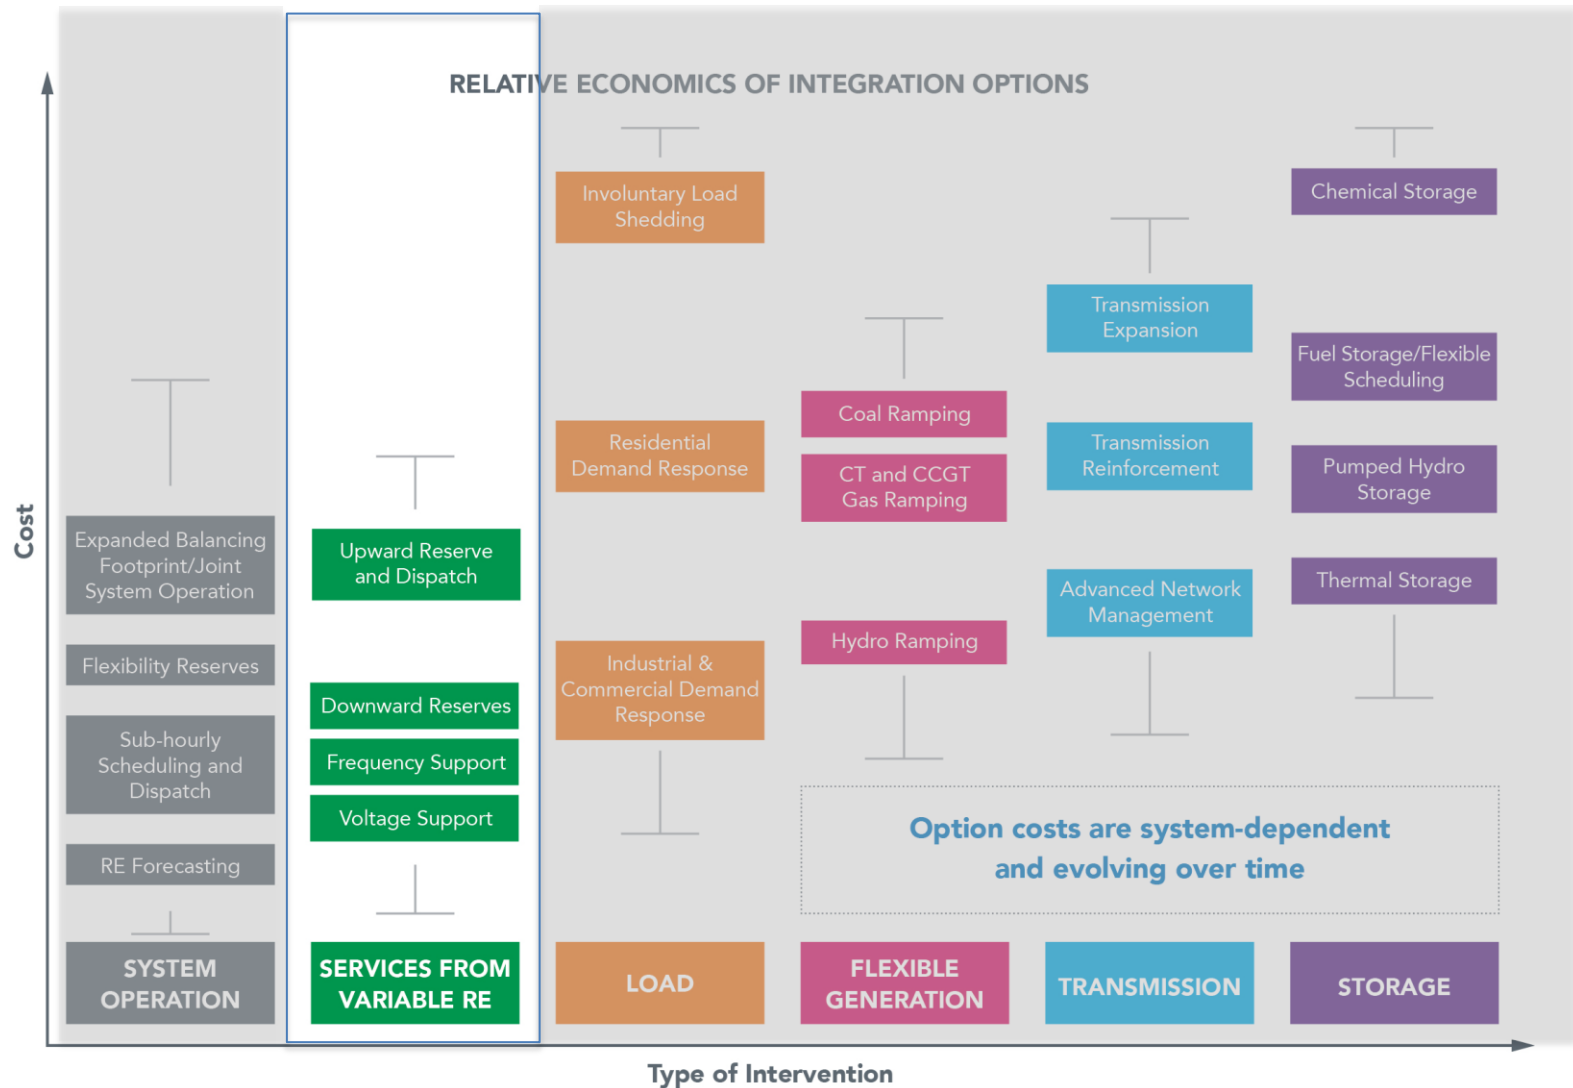 RELATIVE ECONOMICS OF INTEGRATION OPTIONS
Cost
Expanded Balancing
Footprint/Joint
System Operation
Flexibility Reserves
Sub-hourly
Scheduling and
Dispatch
RE Forecasting
SYSTEM
OPERATION
Upward Reserve
and Dispatch
Downward Reserves
Frequency Support
Voltage Support
SERVICES FROM
VARIABLE RE
Involuntary Load
Shedding
Residential
Demand Response
Industrial &
Commercial Demand
Response
LOAD
Coal Ramping
CT and CCGT
Gas Ramping
Hydro Ramping
FLEXIBLE
GENERATION
Transmission
Expansion
Transmission
Reinforcement
Advanced Network
Management
TRANSMISSION
Chemical Storage
Fuel Storage/Flexible
Scheduling
Pumped Hydro
Storage
Thermal Storage
STORAGE
Option costs are system-dependent
and evolving over time
Type of Intervention